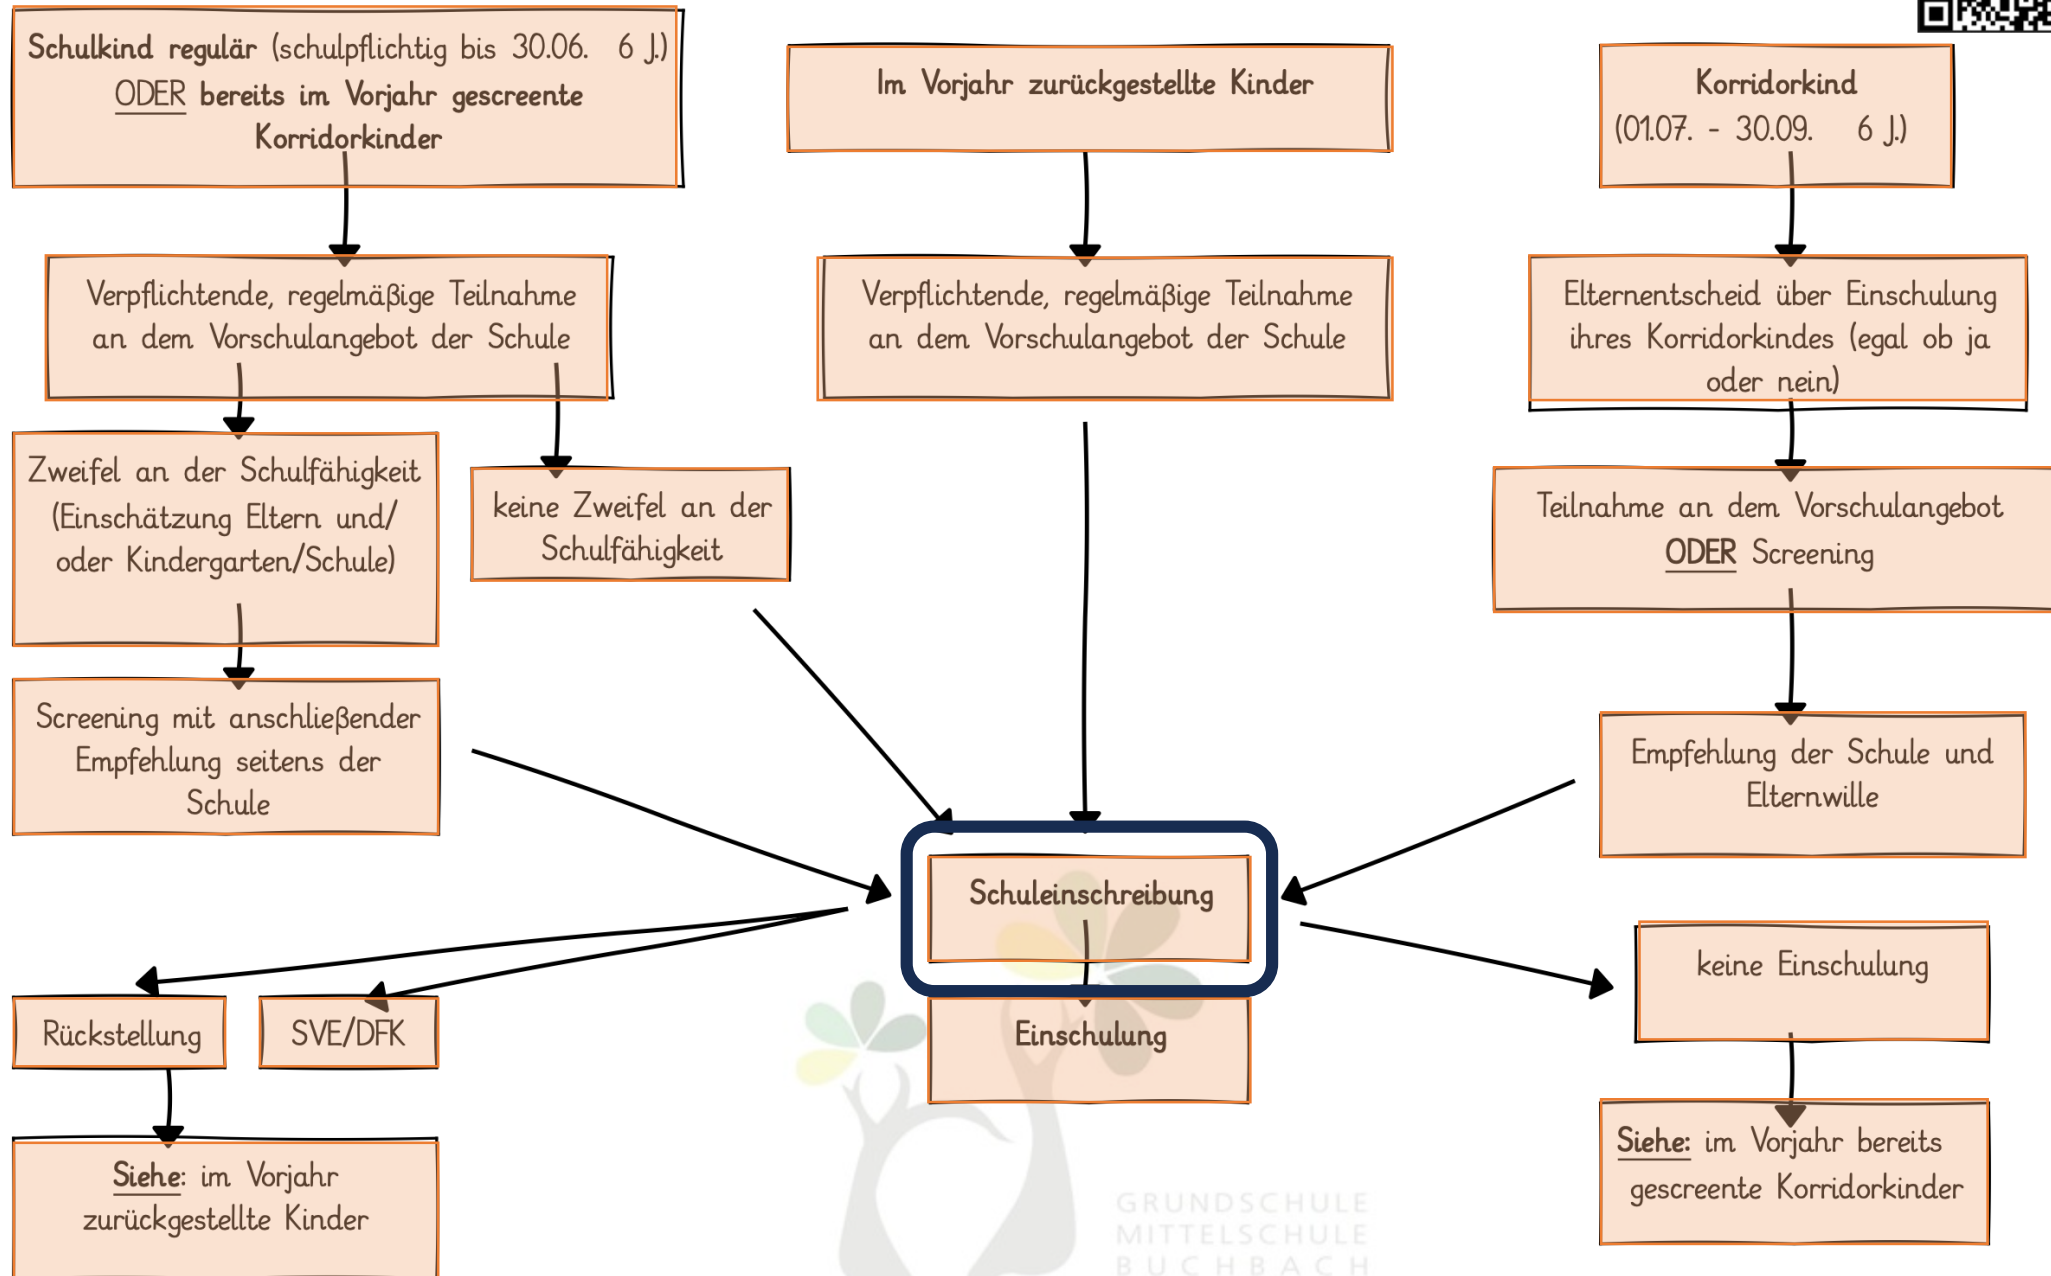 Schulkind regulär (schulpflichtig bis 30.06. 6 J.)
ODER bereits im Vorjahr gescreente
Korridorkinder
Im Vorjahr zurückgestellte Kinder
Korridorkind
(01.07. - 30.09. 6 J.)
Verpflichtende, regelmäßige Teilnahme
an dem Vorschulangebot der Schule
Verpflichtende, regelmäßige Teilnahme
an dem Vorschulangebot der Schule
Elternentscheid über Einschulung
ihres Korridorkindes (egal ob ja
oder nein)
Zweifel an der Schulfähigkeit
(Einschätzung Eltern und/
oder Kindergarten/Schule)
keine Zweifel an der
Schulfähigkeit
Teilnahme an dem Vorschulangebot
ODER Screening
Screening mit anschließender
Empfehlung seitens der
Schule
Empfehlung der Schule und
Elternwille
Schuleinschreibung
keine Einschulung
Rückstellung
SVE/DFK
Einschulung
Siehe: im Vorjahr
zurückgestellte Kinder
Siehe: im Vorjahr bereits
gescreente Korridorkinder
GRUNDSCHULE
MITTELSCHULE
BUCHBACH